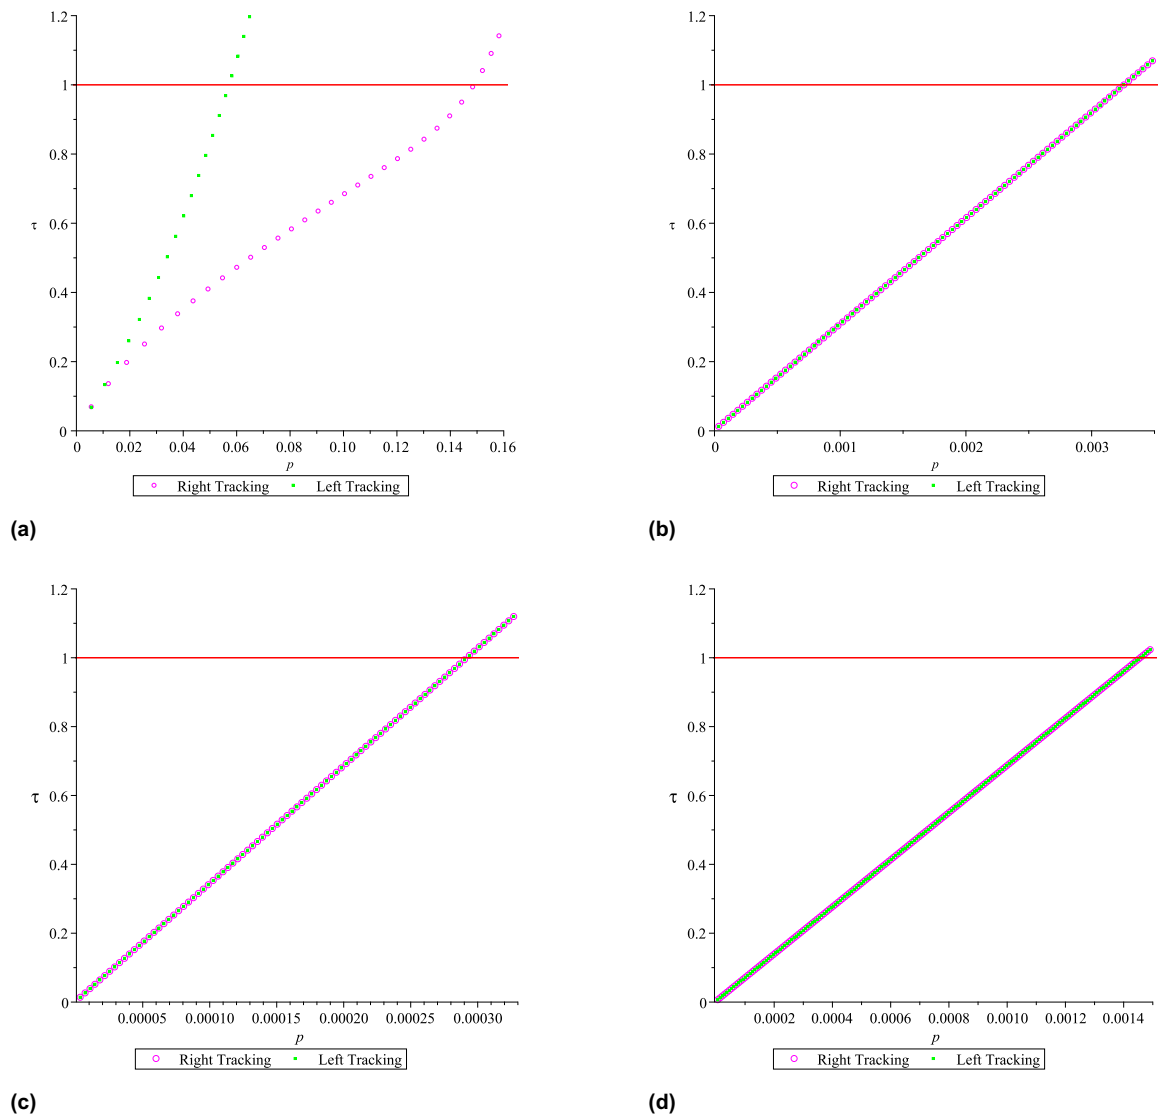 1.2
1
0.8
0.6
τ
0.4
0.2
0
0 0.02 0.04 0.06 0.08 0.10 0.12 0.14 0.16
p
Right Tracking Left Tracking
(a)
1.2
1
0.8
0.6
τ
0.4
0.2
0
0 0.001 0.002 0.003
p
Right Tracking Left Tracking
(b)
1.2
1
0.8
0.6
τ
0.4
0.2
0
0.00005 0.00010 0.00015 0.00020 0.00025 0.00030
p
Right Tracking Left Tracking
(c)
1.2
1
0.8
0.6
τ
0.4
0.2
0
0.0002 0.0004 0.0006 0.0008 0.0010 0.0012 0.0014
p
Right Tracking Left Tracking
(d)